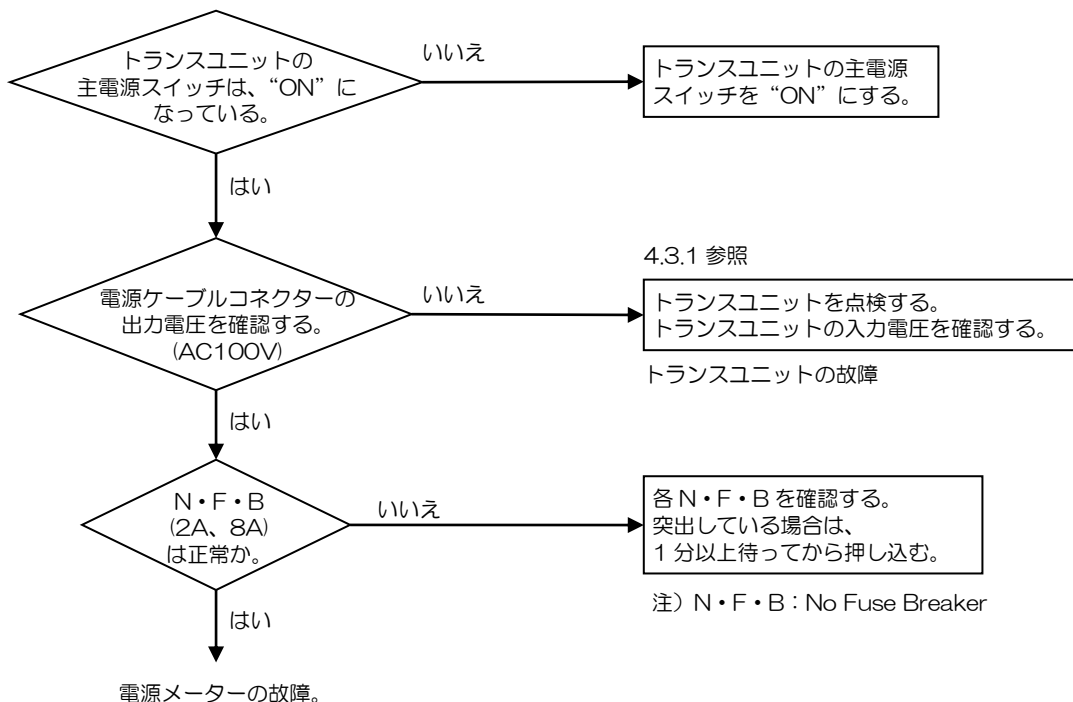 トランスユニットの
主電源スイッチは、“ON”に
なっている。
いいえ
トランスユニットの主電源
スイッチを“ON”にする。
はい
電源ケーブルコネクターの
出力電圧を確認する。
(AC100V)
いいえ
4.3.1 参照
トランスユニットを点検する。
トランスユニットの入力電圧を確認する。
トランスユニットの故障
はい
N・F・B
(2A、8A)
は正常か。
いいえ
各N・F・Bを確認する。
突出している場合は、
1分以上待ってから押し込む。
注）N・F・B：No Fuse Breaker
はい
電源メーターの故障。